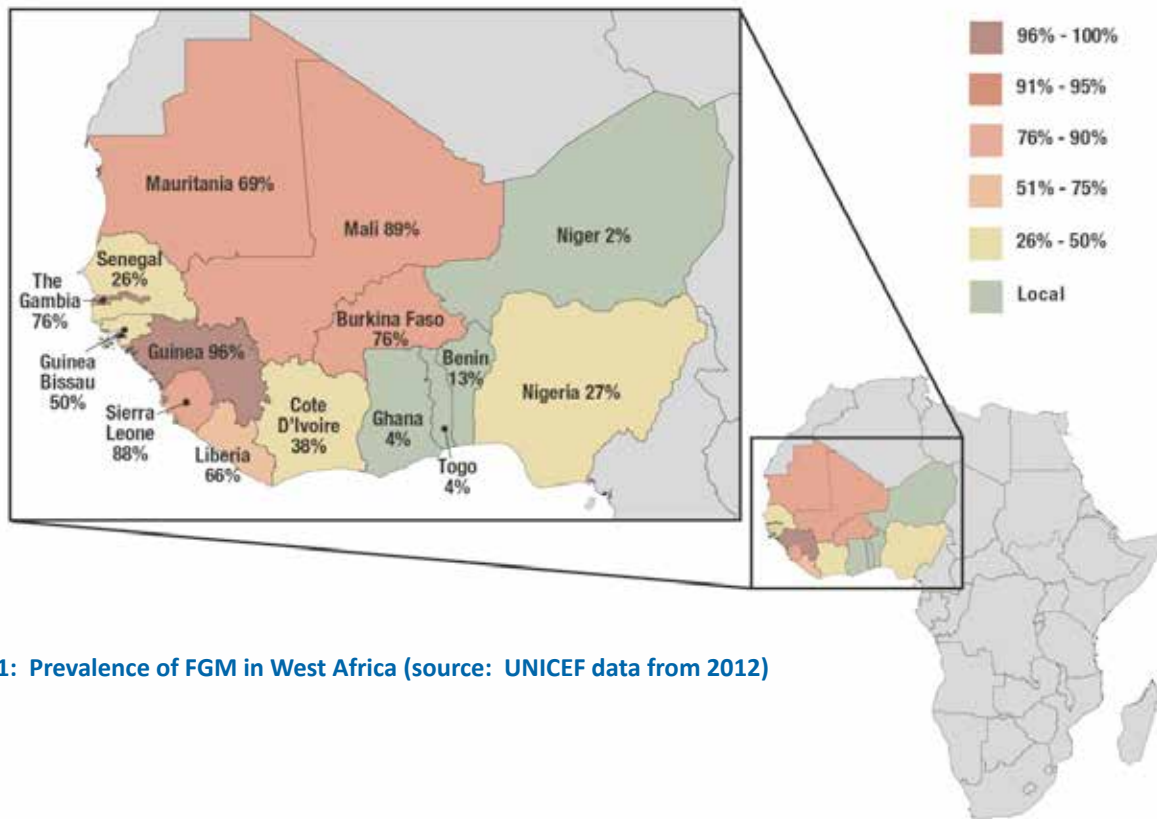 96% - 100%
91% - 95%
76% - 90%
51% - 75%
26% - 50%
Local
Mauritania 69%
Mali 89%
Niger 2%
Senegal
26%
The
Gambia
76%
Guinea
Bissau
50%
Guinea 96%
Sierra
Leone
88%
Liberia
66%
Cote
D'Ivoire
38%
Burkina Faso
76%
Ghana
4%
Togo
4%
Benin
13%
Nigeria 27%
1: Prevalence of FGM in West Africa (source: UNICEF data from 2012)